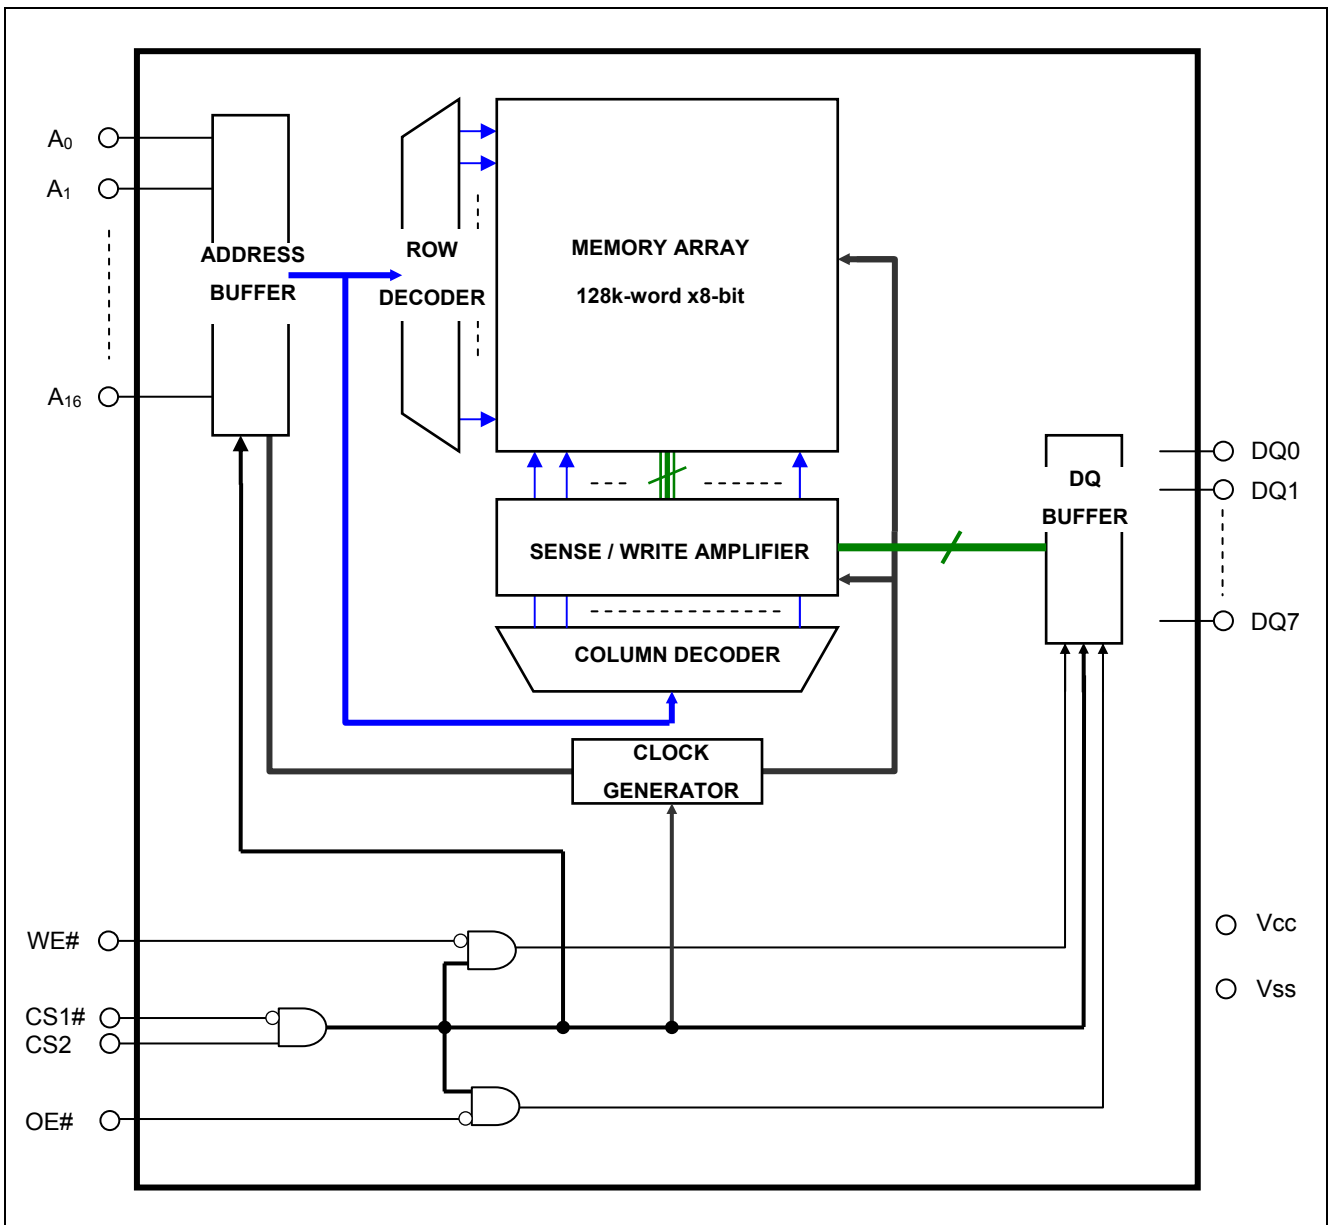 A0
A1
A16
ADDRESS
BUFFER
ROW
DECODER
MEMORY ARRAY
128k-word x8-bit
SENSE / WRITE AMPLIFIER
COLUMN DECODER
CLOCK
GENERATOR
DQ
BUFFER
DQ0
DQ1
DQ7
WE#
CS1#
CS2
OE#
Vcc
Vss